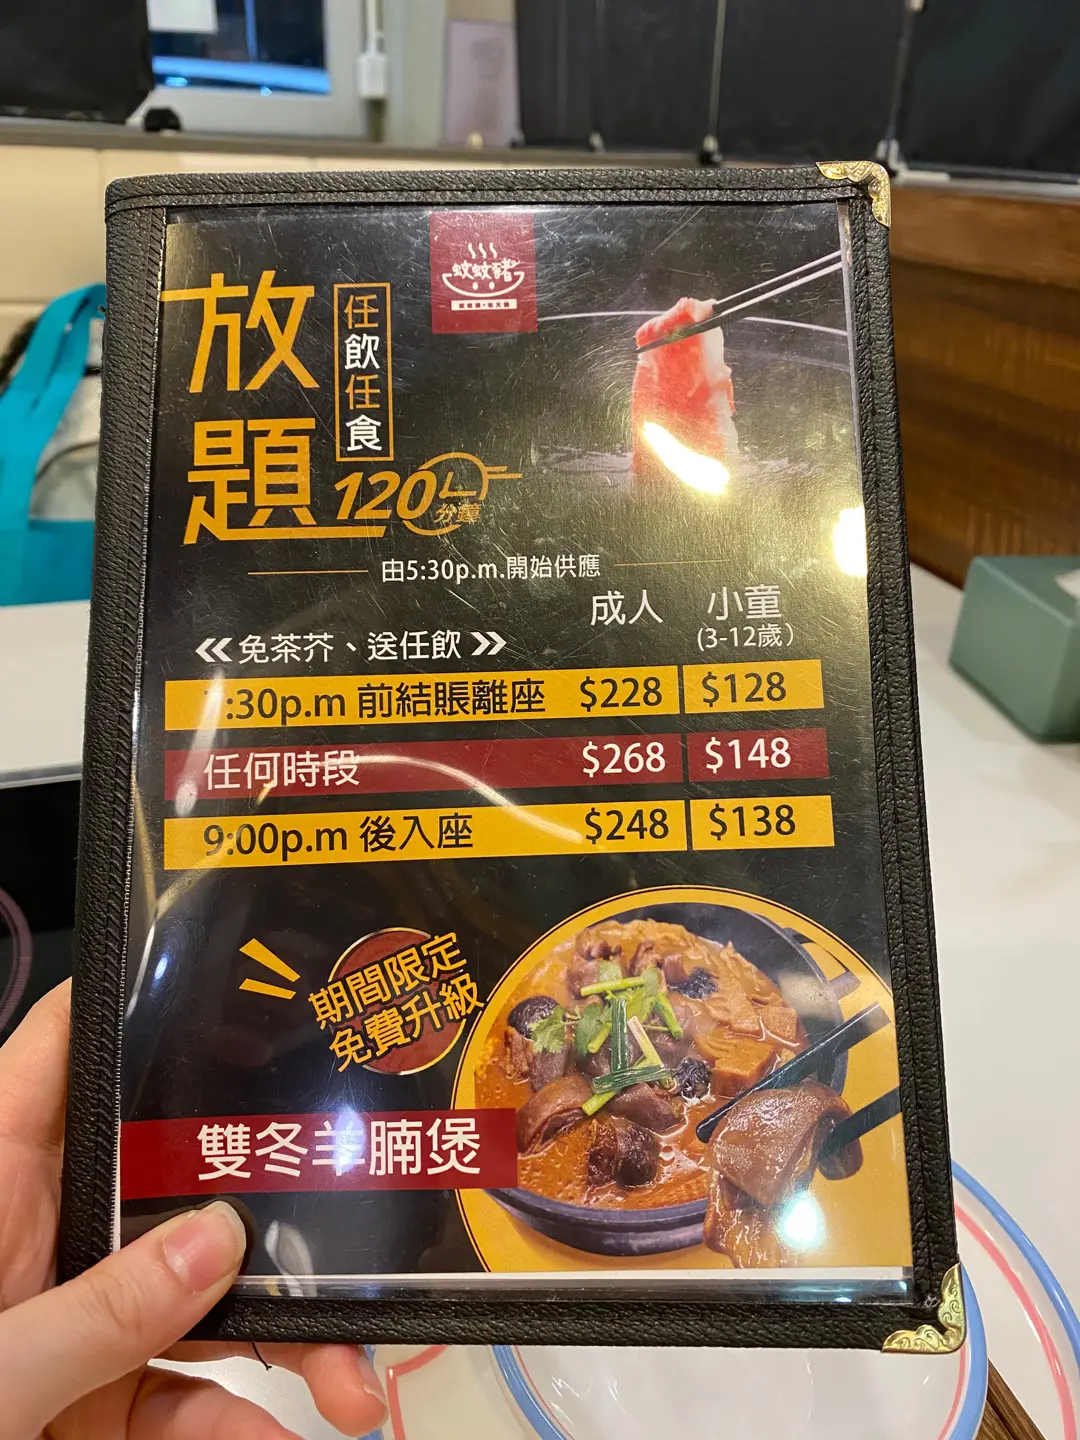 蚊蚊豬
放題
任飲任食
120分鐘
由5:30p.m.開始供應
成人 小童
(3-12歲)
«免茶芥、送任飲»
:30p.m 前結賬離座 $228 $128
任何時段 $268 $148
9:00p.m 後入座 $248 $138
期間限定
免費升級
雙冬羊腩煲